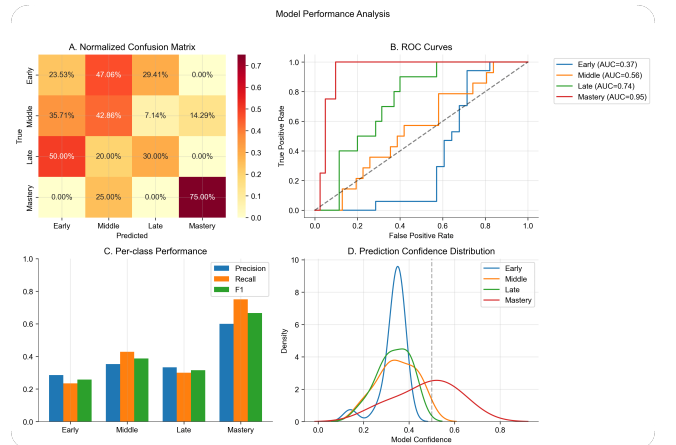 Model Performance Analysis
A. Normalized Confusion Matrix
True
Early
Middle
Late
Mastery
23.53% 47.06% 29.41% 0.00%
35.71% 42.86% 7.14% 14.29%
50.00% 20.00% 30.00% 0.00%
0.00% 25.00% 0.00% 75.00%
Early Middle Late Mastery
Predicted
0.7
0.6
0.5
0.4
0.3
0.2
0.1
0.0
B. ROC Curves
True Positive Rate
1.0
0.8
0.6
0.4
0.2
0.0
0.0 0.2 0.4 0.6 0.8 1.0
False Positive Rate
Early (AUC=0.37)
Middle (AUC=0.56)
Late (AUC=0.74)
Mastery (AUC=0.95)
C. Per-class Performance
1.0
0.8
0.6
0.4
0.2
0.0
Early Middle Late Mastery
Precision
Recall
F1
D. Prediction Confidence Distribution
Density
10
8
6
4
2
0
0.0 0.2 0.4 0.6 0.8
Model Confidence
Early
Middle
Late
Mastery